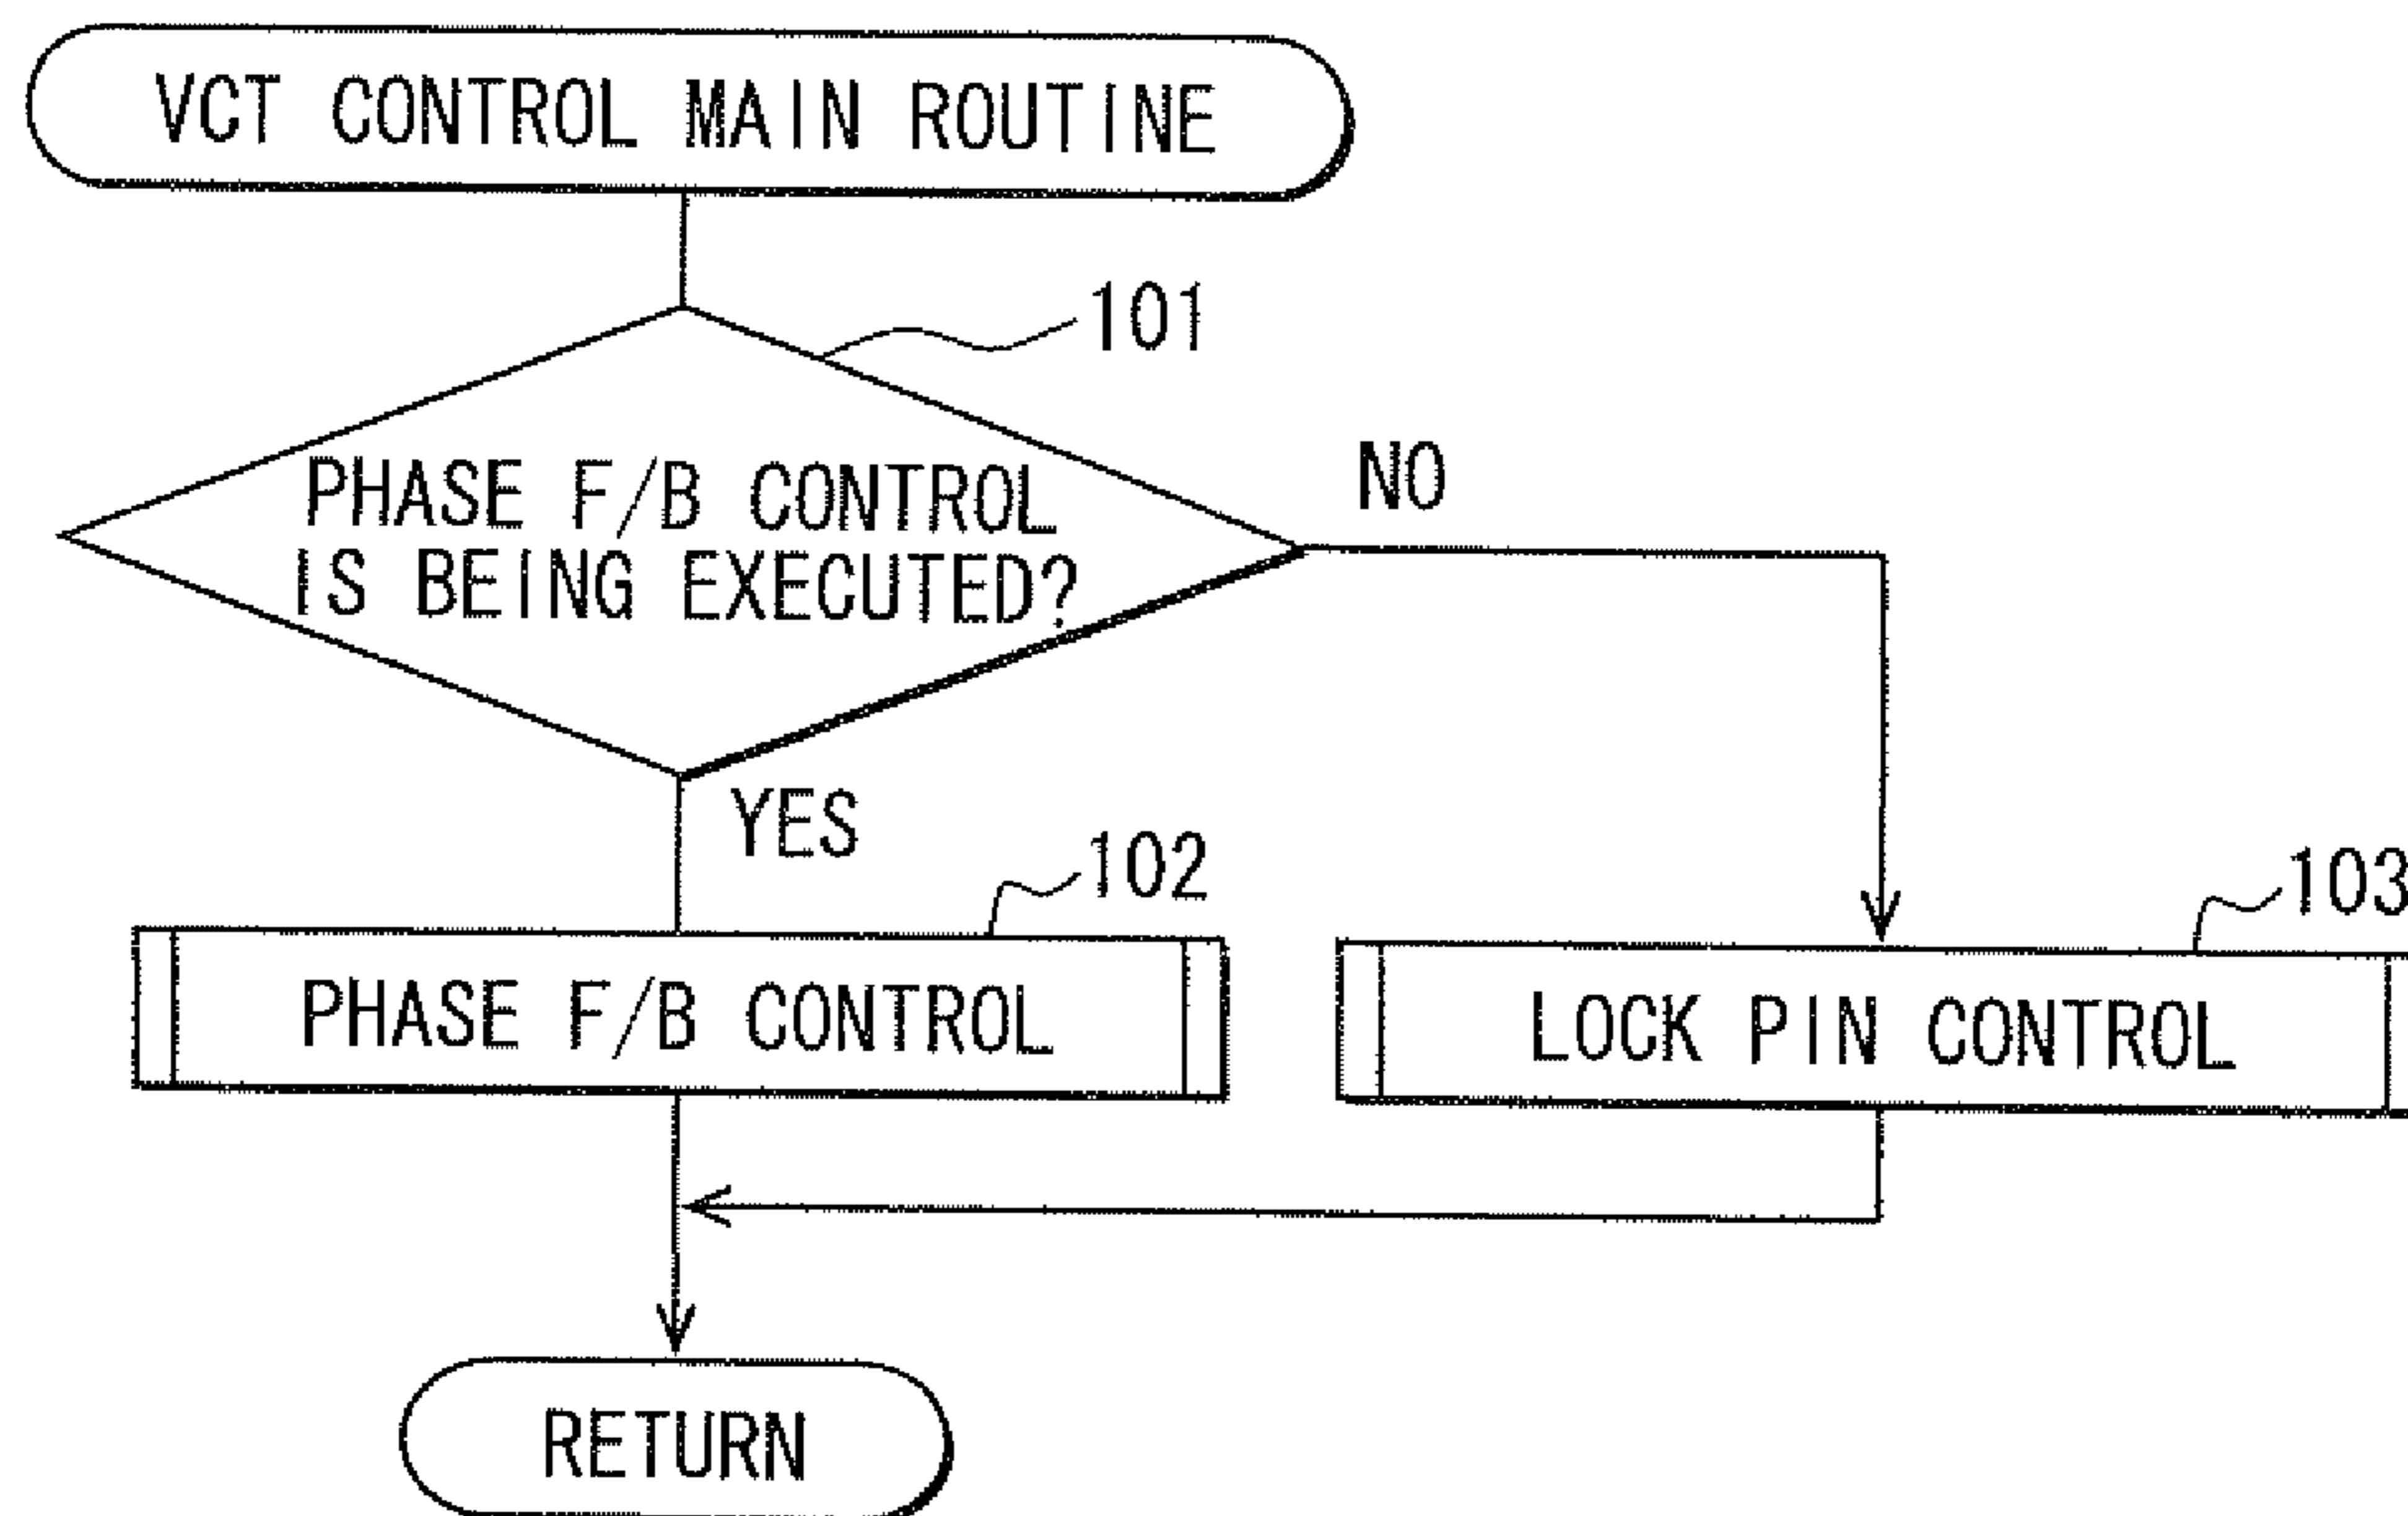 VCT CONTROL MAIN ROUTINE
101
PHASE F/B CONTROL
IS BEING EXECUTED?
NO
YES
102
103
PHASE F/B CONTROL
LOCK PIN CONTROL
RETURN